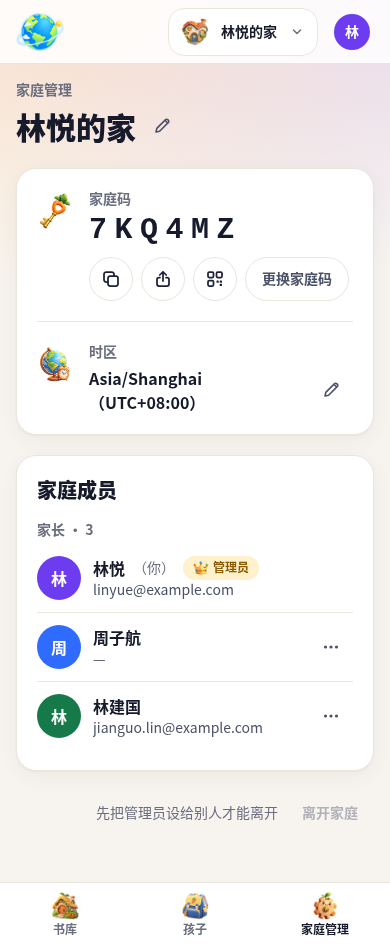 林悦的家
林
家庭管理
林悦的家
家庭码
7KQ4MZ
更换家庭码
时区
Asia/Shanghai
（UTC+08:00）
家庭成员
家长 · 3
林
林悦 （你） 管理员
linyue@example.com
周
周子航
—
林
林建国
jianguo.lin@example.com
先把管理员设给别人才能离开 离开家庭
书库 孩子 家庭管理